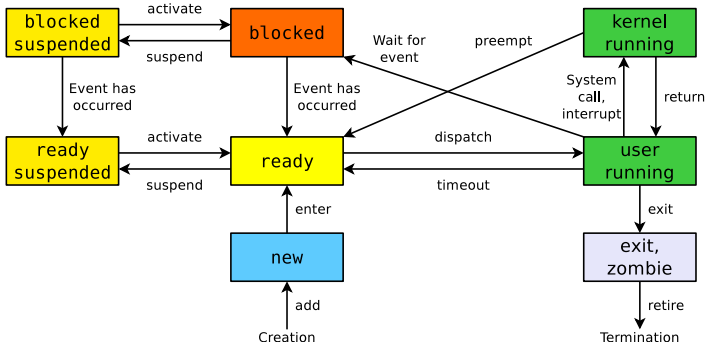 blocked
suspended
activate
suspend
blocked
Wait for
event
preempt
kernel
running
Event has
occurred
Event has
occurred
System
call,
interrupt
return
ready
suspended
activate
suspend
ready
dispatch
timeout
user
running
enter
exit
new
exit,
zombie
add
retire
Creation
Termination